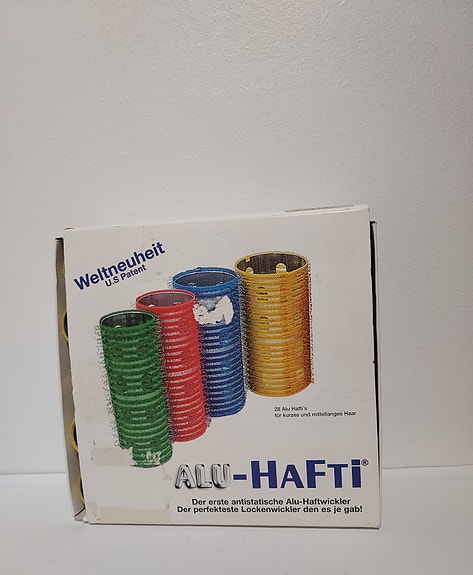 Weltneuheit
U.S Patent
28 Alu Hafti's
für kurzes und mittellanges Haar
ALU-HAFTi®
Der erste antistatische Alu-Haftwickler
Der perfekteste Lockenwickler den es je gab!